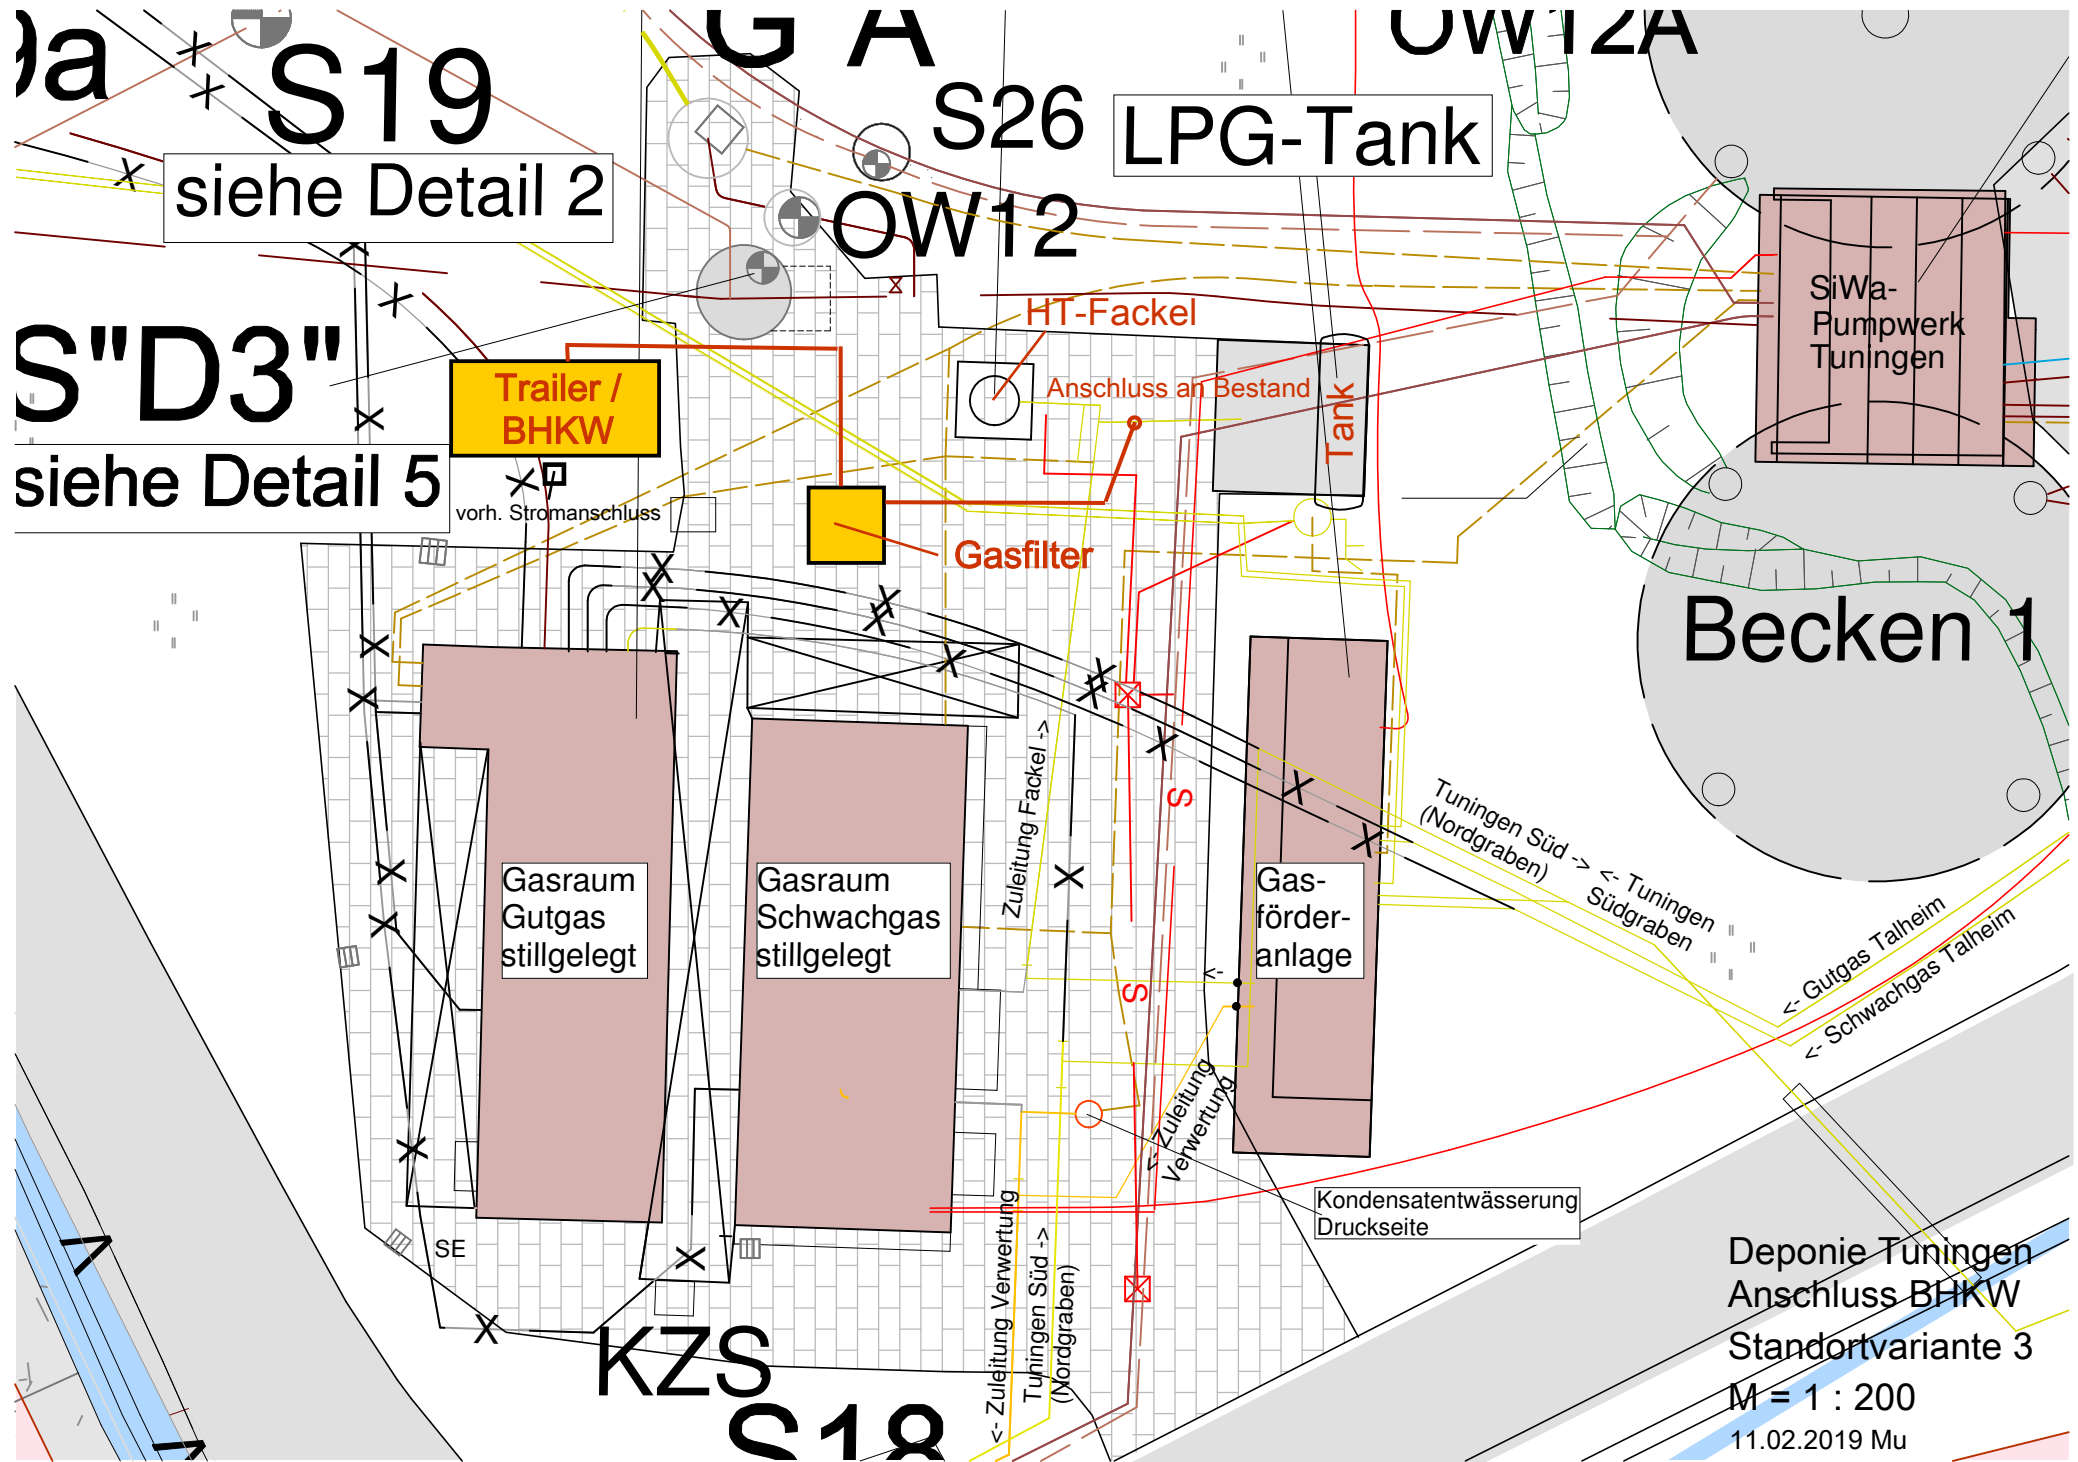 9a
S19
G A
S26
OW12A
LPG-Tank
siehe Detail 2
OW12
HT-Fackel
SiWa-
Pumpwerk
Tuningen
S"D3"
Trailer /
BHKW
Anschluss an Bestand
Tank
siehe Detail 5
vorh. Stromanschluss
Gasfilter
Becken 1
Zuleitung Fackel ->
S
Tuningen Süd ->
(Nordgraben)
<- Tuningen
Südgraben
Gasraum
Gutgas
stillgelegt
Gasraum
Schwachgas
stillgelegt
Gas-
förder-
anlage
<-
S
<- Gutgas Talheim
<- Schwachgas Talheim
<- Zuleitung
Verwertung
Kondensatentwässerung
Druckseite
<- Zuleitung Verwertung
Tuningen Süd ->
(Nordgraben)
SE
KZS
S18
Deponie Tuningen
Anschluss BHKW
Standortvariante 3
M = 1 : 200
11.02.2019 Mu